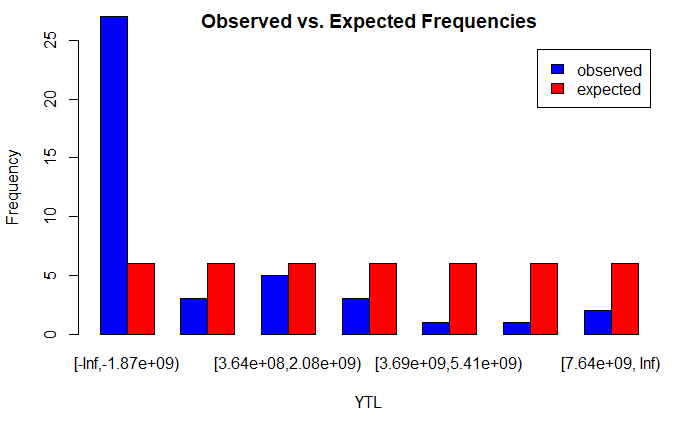 Observed vs. Expected Frequencies
observed
expected
Frequency
25
20
15
10
5
0
[-Inf,-1.87e+09)
[3.64e+08,2.08e+09)
[3.69e+09,5.41e+09)
[7.64e+09, Inf)
YTL